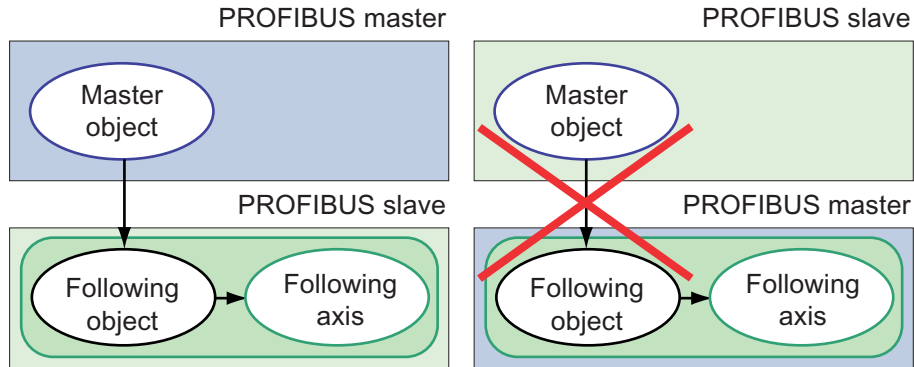 PROFIBUS master
Master
object
PROFIBUS slave
Following
object
Following
axis
PROFIBUS slave
Master
object
PROFIBUS master
Following
object
Following
axis